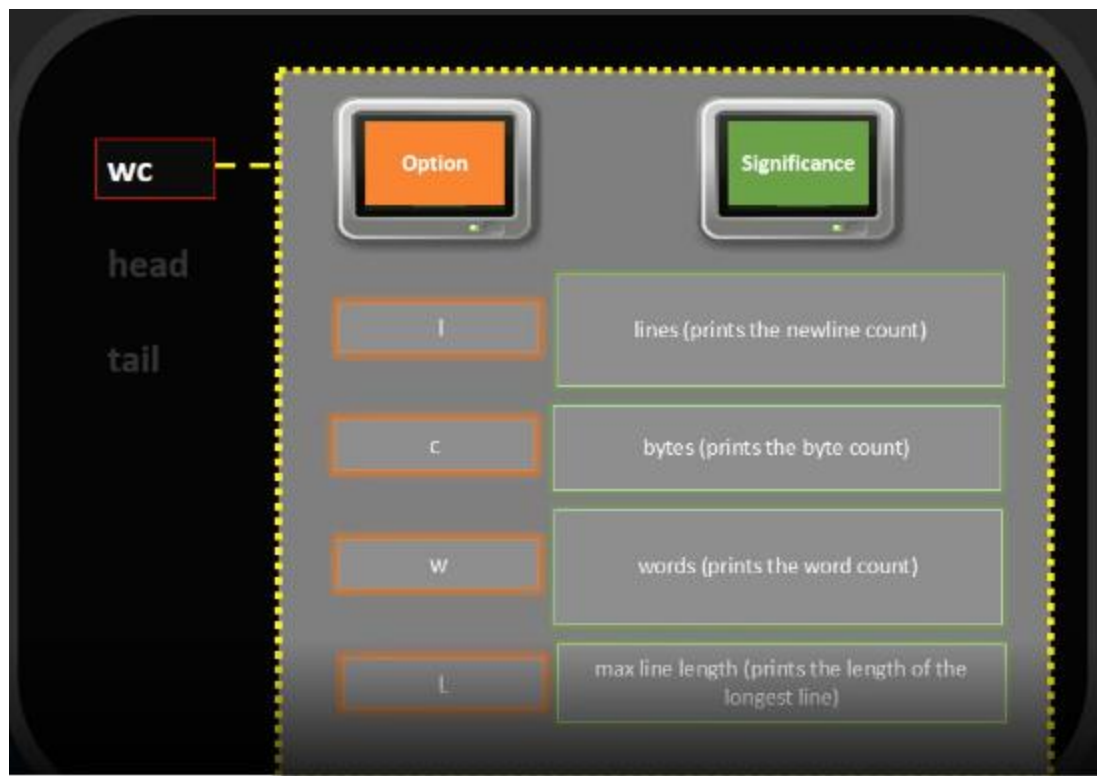 wc
head
tail
Option
Significance
l
lines (prints the newline count)
c
bytes (prints the byte count)
w
words (prints the word count)
L
max line length (prints the length of the
longest line)